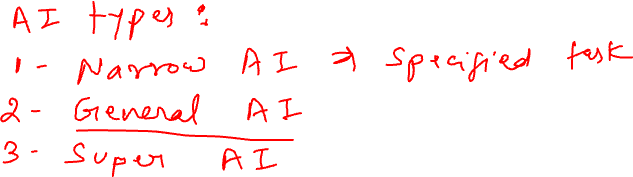 AI types :
1 - Narrow AI → Specified task
2 - General AI
3 - Super AI